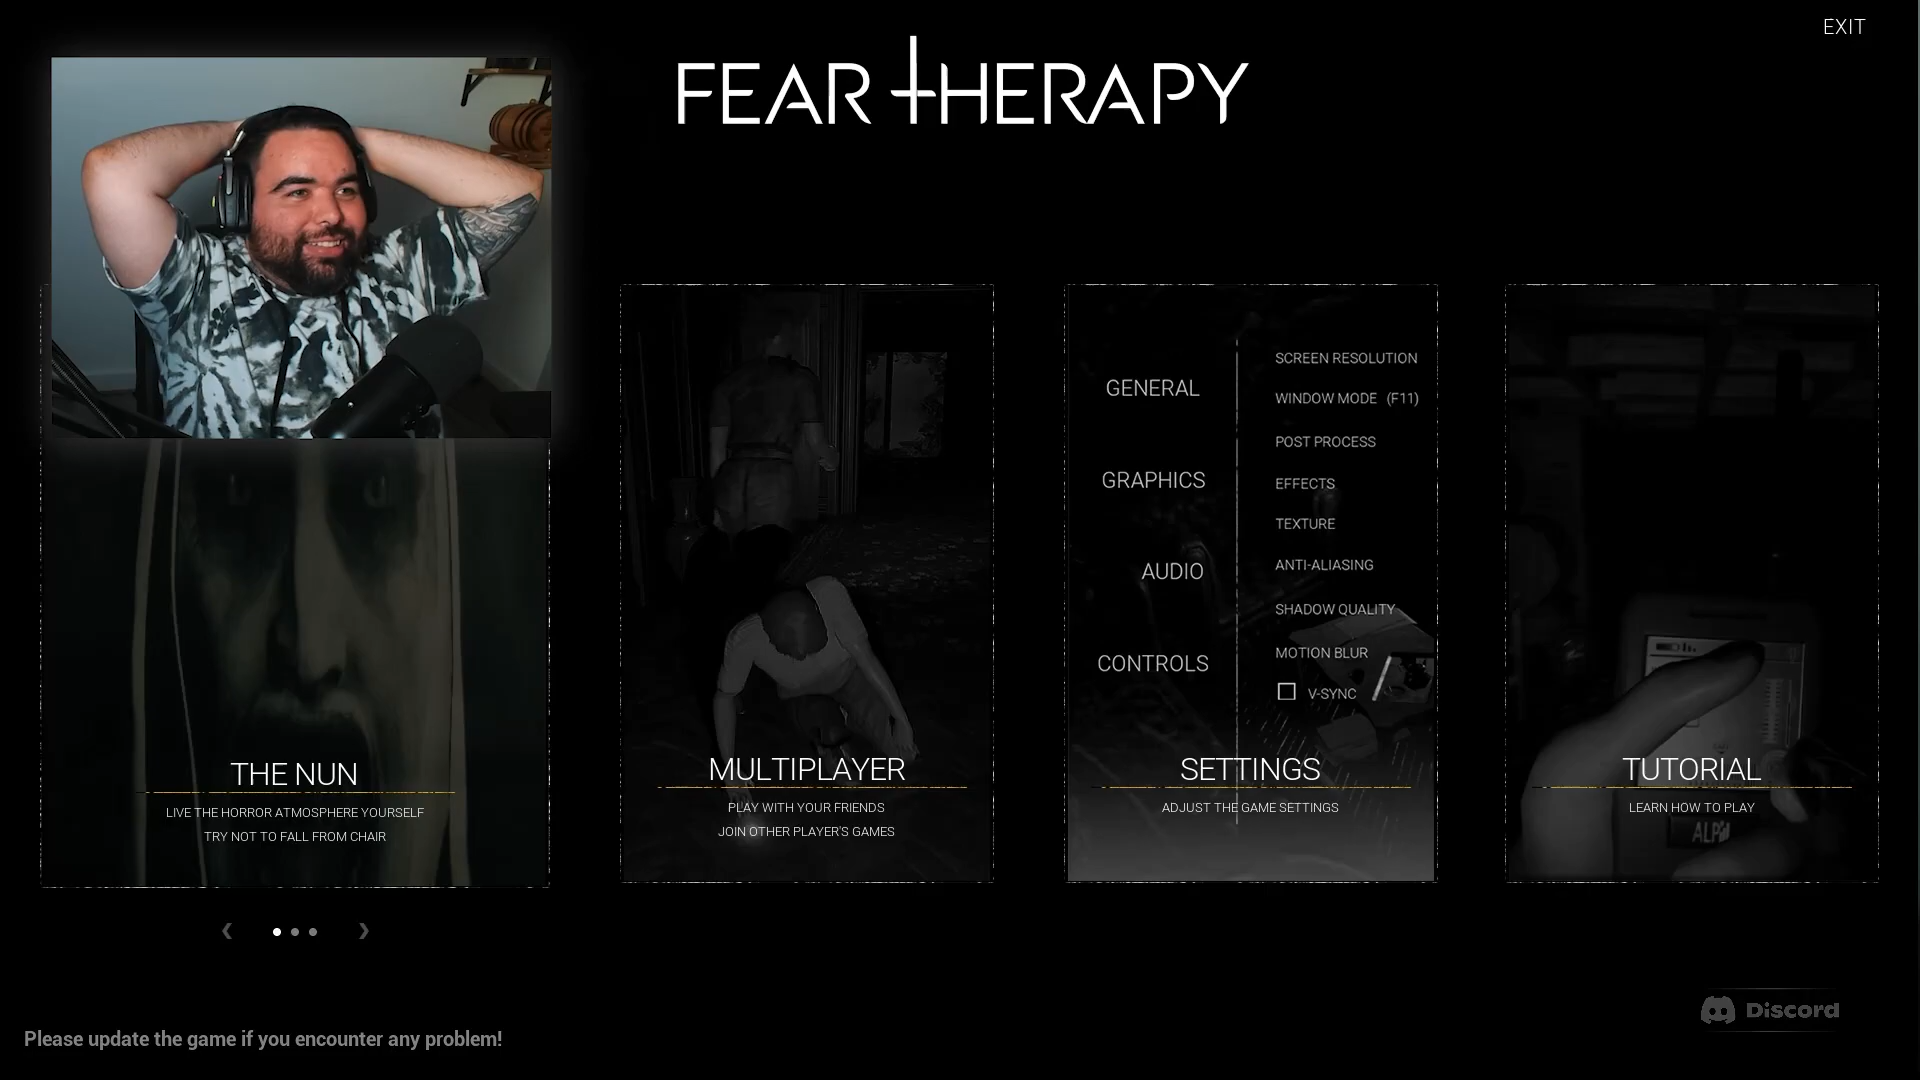 EXIT
FEAR THERAPY
SCREEN RESOLUTION
GENERAL
WINDOW MODE (F11)
POST PROCESS
GRAPHICS
EFFECTS
TEXTURE
AUDIO
ANTI-ALIASING
SHADOW QUALITY
CONTROLS
MOTION BLUR
V-SYNC
THE NUN
LIVE THE HORROR ATMOSPHERE YOURSELF
TRY NOT TO FALL FROM CHAIR
MULTIPLAYER
PLAY WITH YOUR FRIENDS
JOIN OTHER PLAYER'S GAMES
SETTINGS
ADJUST THE GAME SETTINGS
TUTORIAL
LEARN HOW TO PLAY
Discord
Please update the game if you encounter any problem!